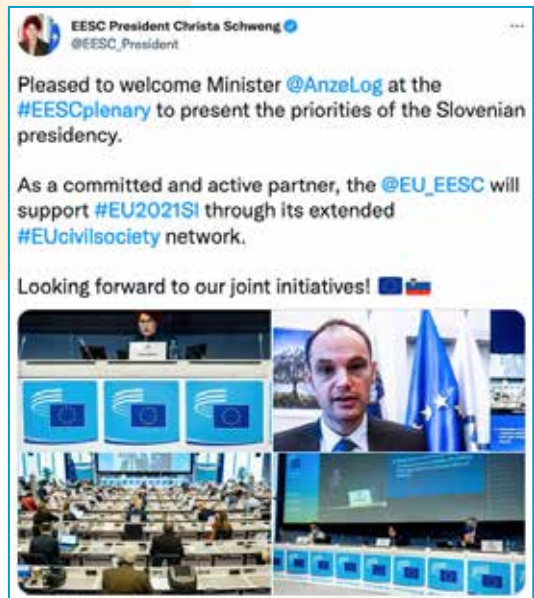 EESC President Christa Schweng
@EESC_President
Pleased to welcome Minister @AnzeLog at the
#EESCplenary to present the priorities of the Slovenian
presidency.
As a committed and active partner, the @EU_EESC will
support #EU2021SI through its extended
#EUcivilsociety network.
Looking forward to our joint initiatives! 🇪🇺🇸🇮